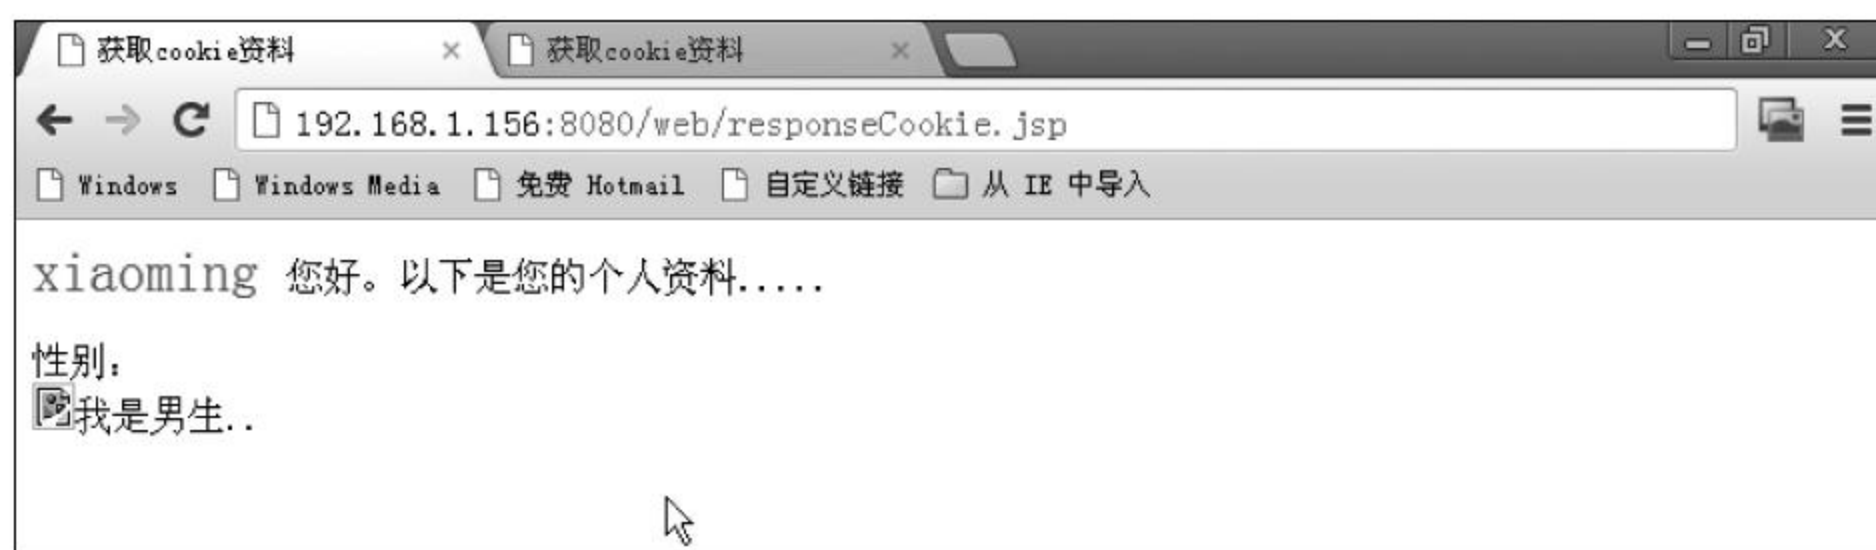 获取cookie资料 获取cookie资料
192.168.1.156:8080/web/responseCookie.jsp
Windows Windows Media 免费 Hotmail 自定义链接 从 IE 中导入
xiaoming 您好。以下是您的个人资料.....
性别：
我是男生..